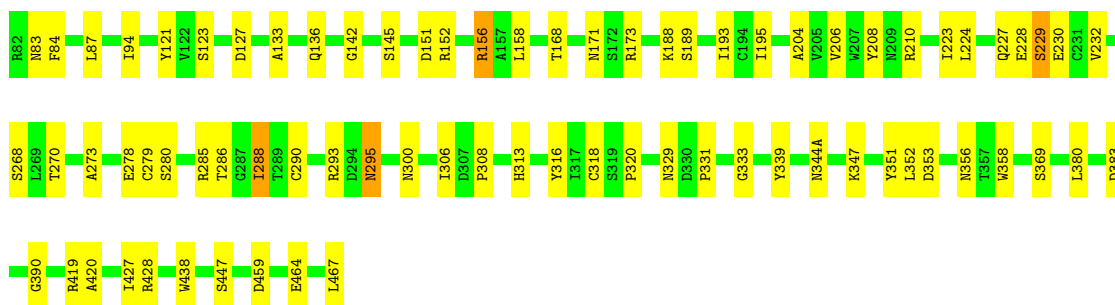 R82 N83 F84 L87 I94 Y121 V122 S123 D127 A133 Q136 G142 S145 D151 R152 R156 A157 L158 T168 N171 S172 R173 K188 S189 I193 C194 I195 A204 V205 V206 W207 Y208 N209 R210 I223 L224 Q227 E228 S229 E230 C231 V232
S268 L269 T270 A273 E278 C279 S280 R285 T286 G287 I288 T289 C290 R293 D294 N295 N300 I306 D307 P308 H313 Y316 I317 C318 S319 P320 N329 D330 P331 G333 Y339 N344A K347 Y351 L352 D353 N356 T357 W358 S369 L380
G390 R419 A420 I427 R428 W438 S447 D459 E464 L467